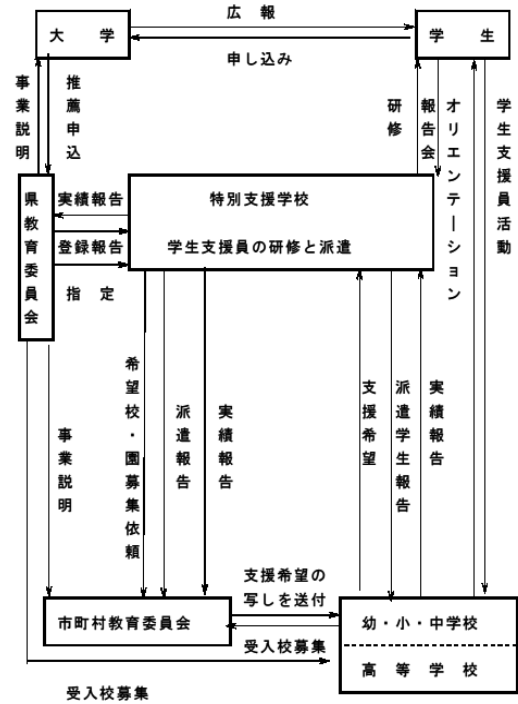 広　報
大　学
学　生
申し込み
事業説明
推薦申込
研修
報告会
オリエンテーション
学生支援員活動
県教育委員会
実績報告
登録報告
指　定
特別支援学校
学生支援員の研修と派遣
事業説明
希望校・園募集依頼
派遣報告
実績報告
支援希望
派遣学生報告
実績報告
支援希望の
写しを送付
市町村教育委員会
受入校募集
幼・小・中学校
高　等　学　校
受入校募集